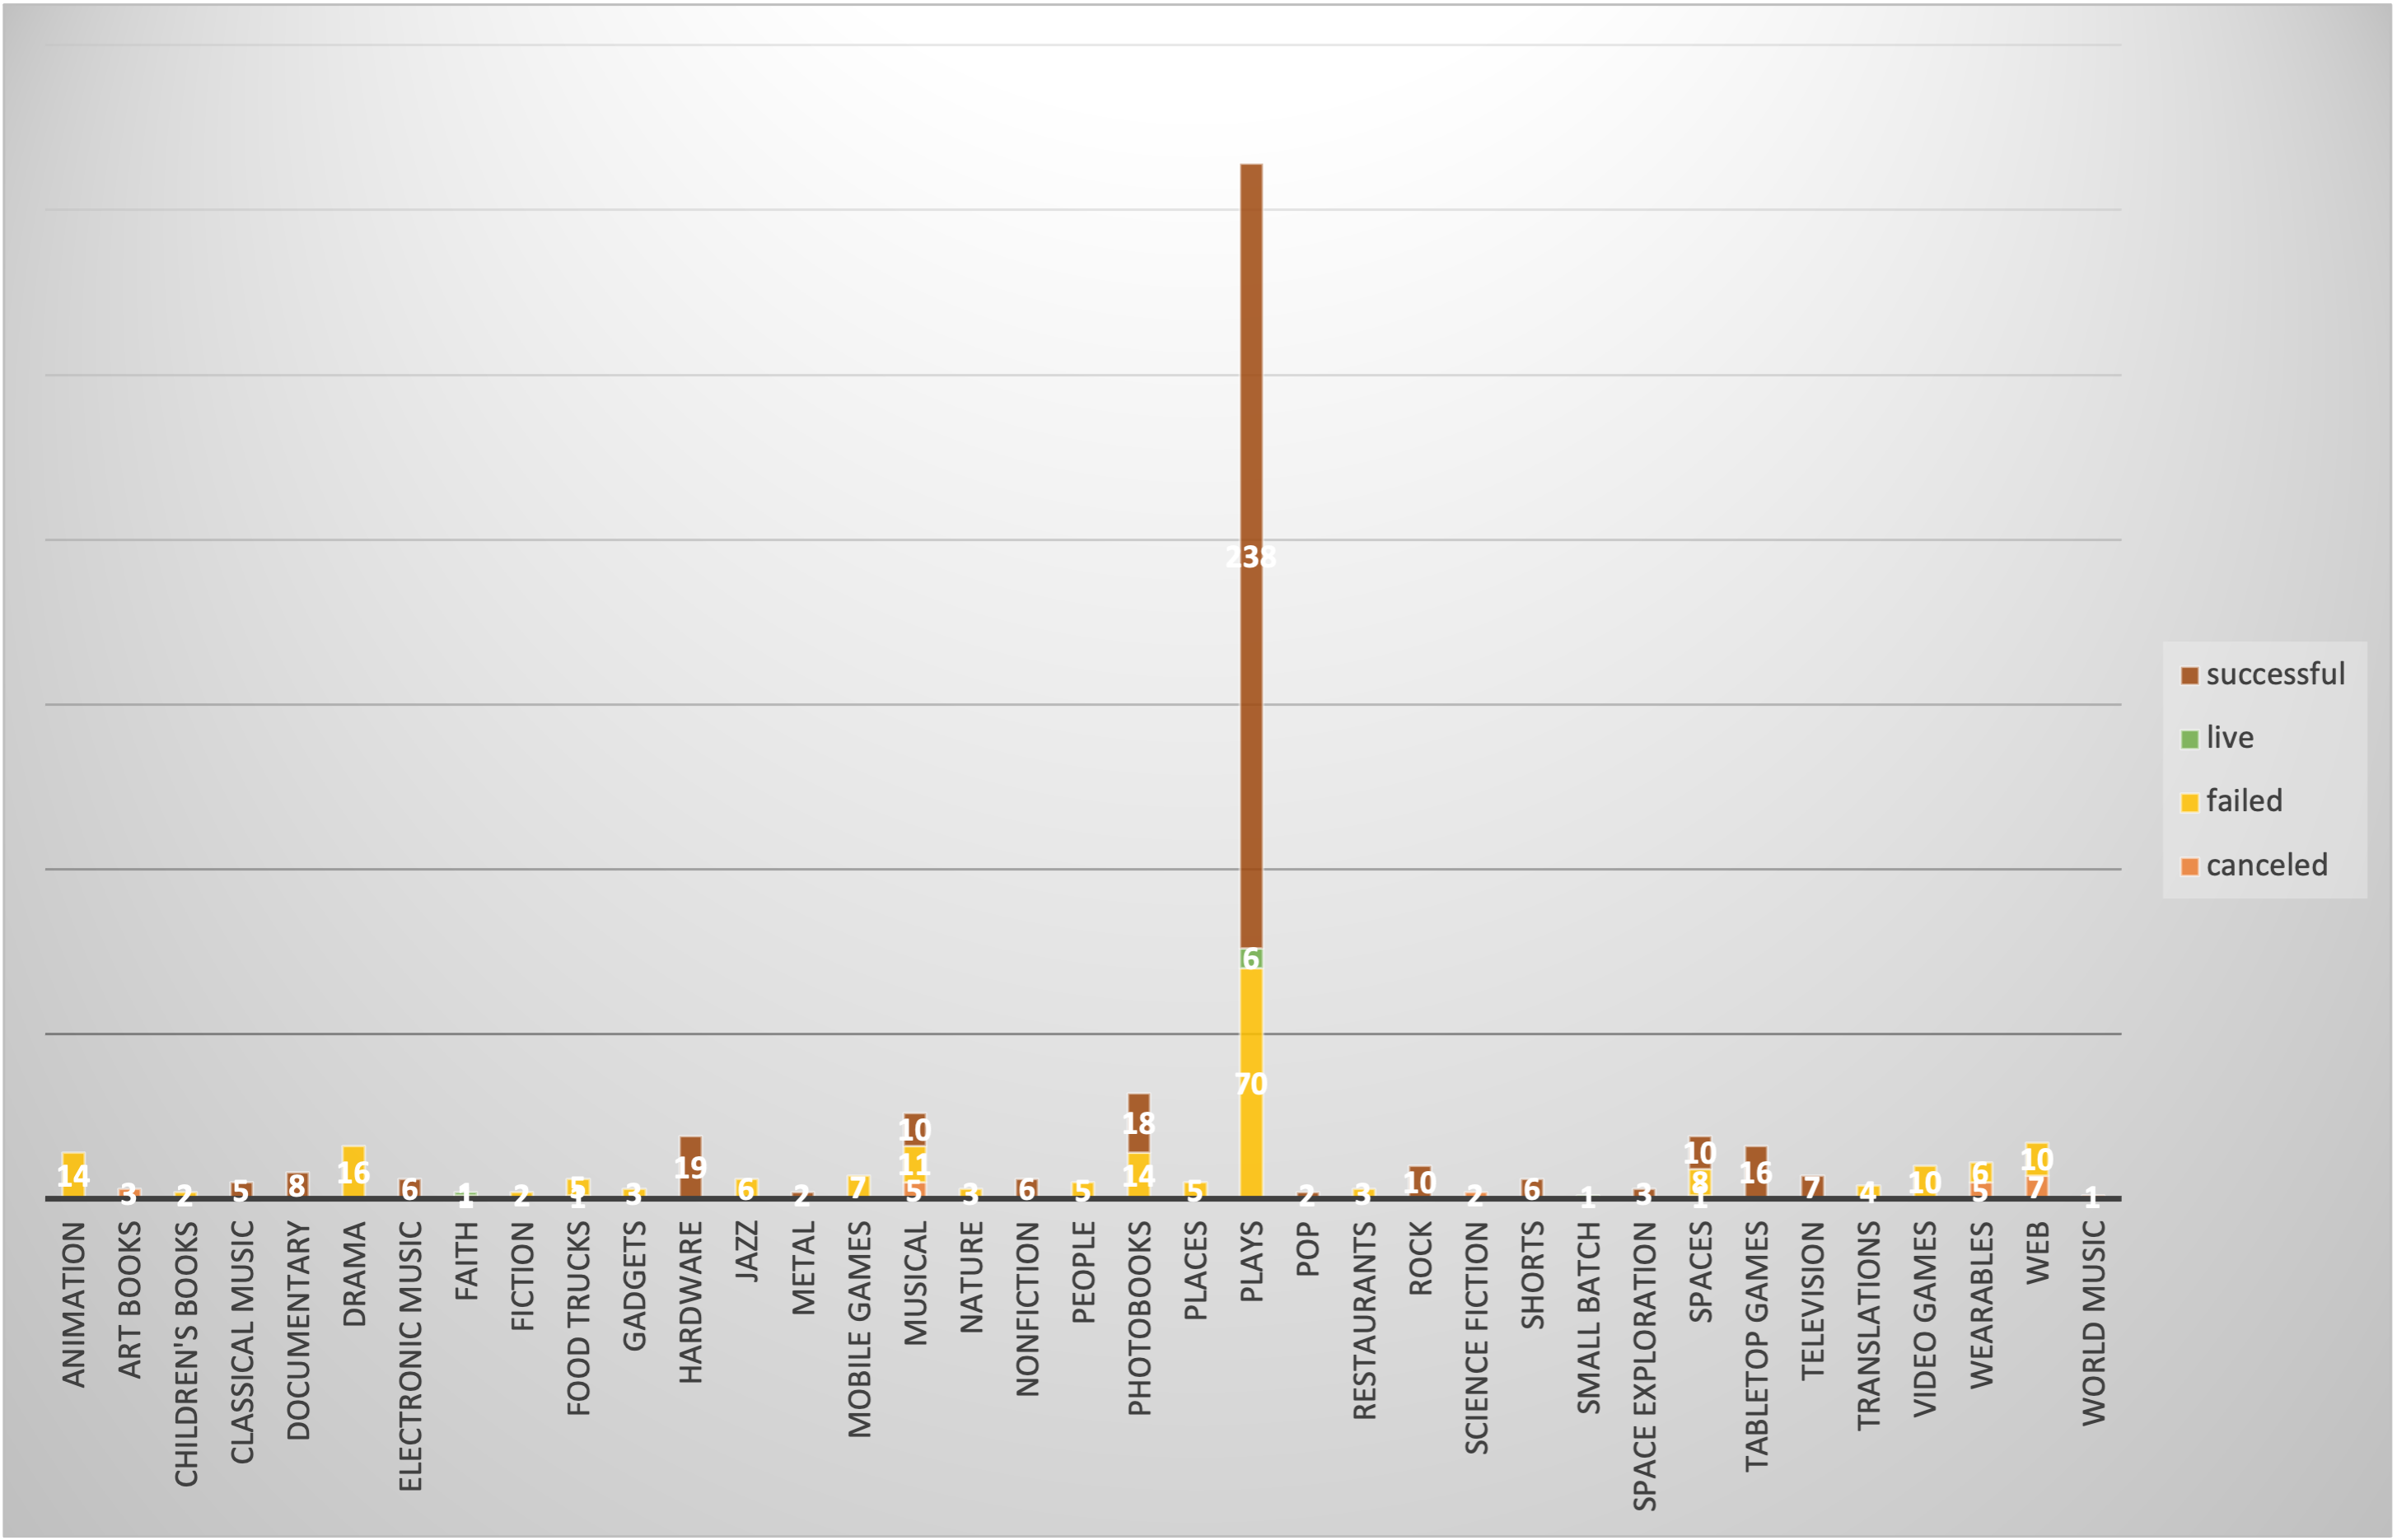 238
6
70
10
18
10
11
14
5
14
3
2
5
8
16
6
1
2
5
1
3
19
6
2
7
3
6
5
5
2
3
10
2
6
1
3
8
1
16
7
4
10
6
5
10
7
1
ANIMATION
ART BOOKS
CHILDREN'S BOOKS
CLASSICAL MUSIC
DOCUMENTARY
DRAMA
ELECTRONIC MUSIC
FAITH
FICTION
FOOD TRUCKS
GADGETS
HARDWARE
JAZZ
METAL
MOBILE GAMES
MUSICAL
NATURE
NONFICTION
PEOPLE
PHOTOBOOKS
PLACES
PLAYS
POP
RESTAURANTS
ROCK
SCIENCE FICTION
SHORTS
SMALL BATCH
SPACE EXPLORATION
SPACES
TABLETOP GAMES
TELEVISION
TRANSLATIONS
VIDEO GAMES
WEARABLES
WEB
WORLD MUSIC
successful
live
failed
canceled